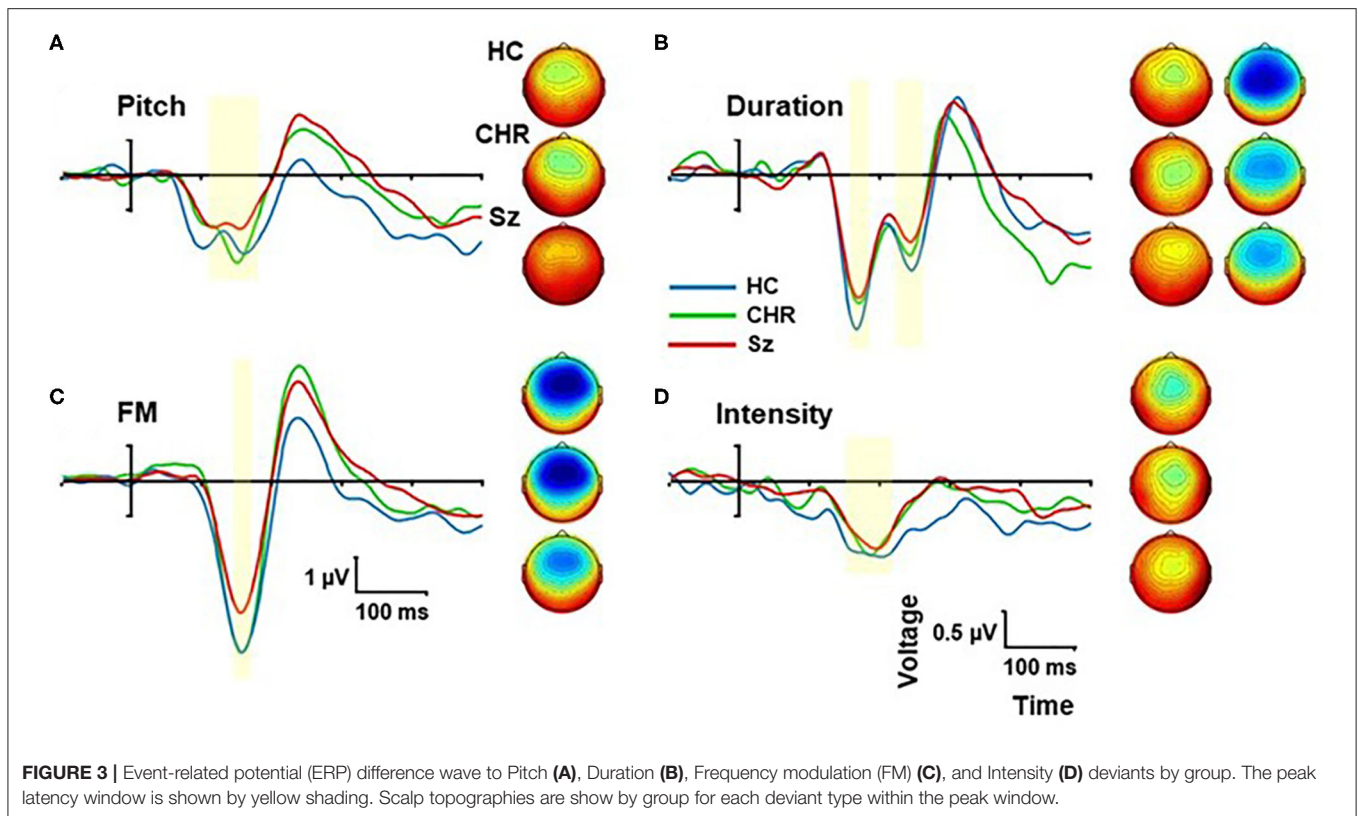 A
HC
Pitch
CHR
Sz
B
Duration
HC
CHR
Sz
C
FM
1 µV
100 ms
D
Intensity
Voltage
0.5 µV
100 ms
Time
FIGURE 3 | Event-related potential (ERP) difference wave to Pitch (A), Duration (B), Frequency modulation (FM) (C), and Intensity (D) deviants by group. The peak
latency window is shown by yellow shading. Scalp topographies are show by group for each deviant type within the peak window.